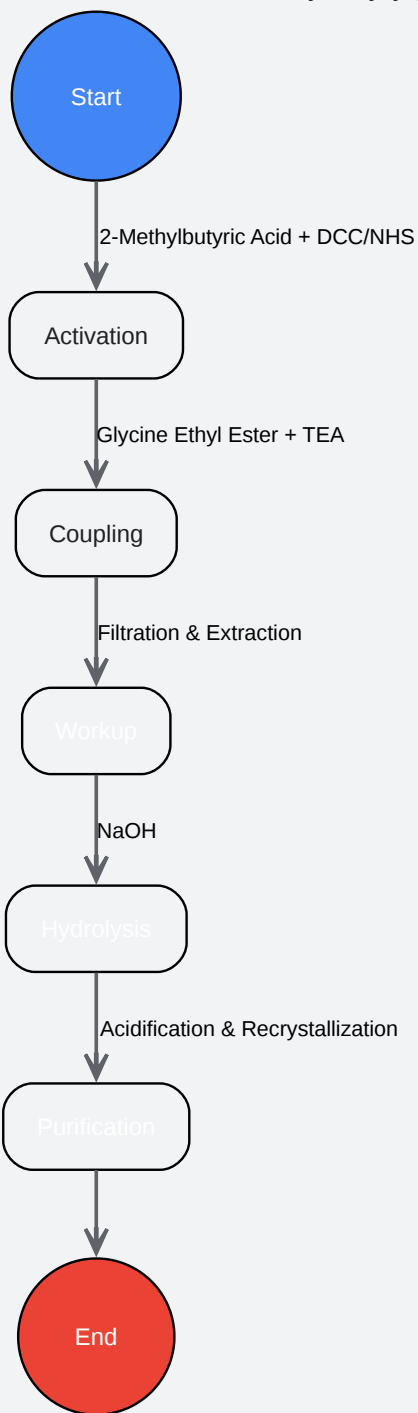 Start
2-Methylbutyric Acid + DCC/NHS
Activation
Glycine Ethyl Ester + TEA
Coupling
Filtration & Extraction
Workup
NaOH
Hydrolysis
Acidification & Recrystallization
Purification
End